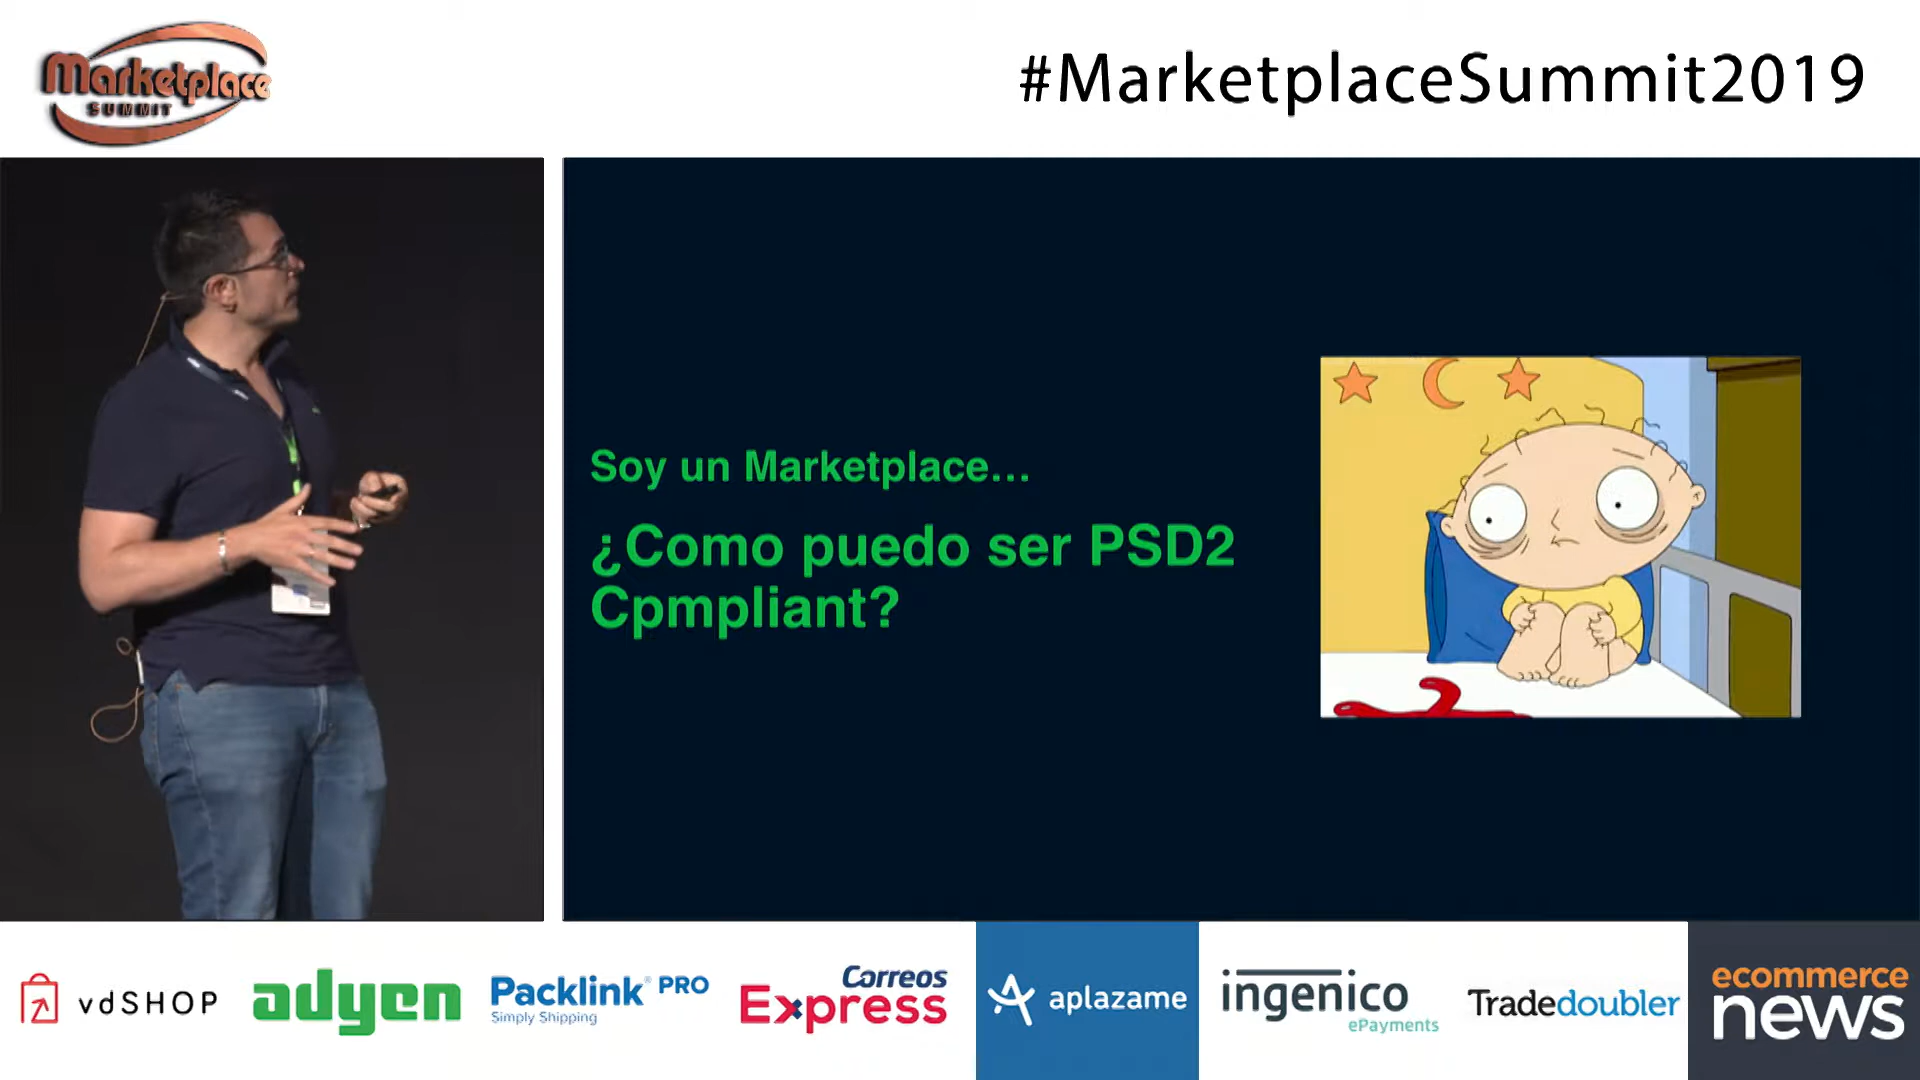 Marketplace
SUMMIT
#MarketplaceSummit2019
Soy un Marketplace...
¿Como puedo ser PSD2
Cpmpliant?
vdSHOP
adyen
Packlink® PRO
Simply Shipping
Correos
Express
aplazame
ingenico
ePayments
Tradedoubler
ecommerce
news